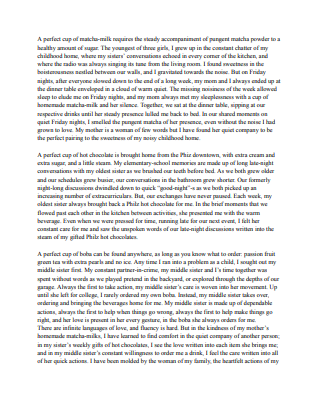 A perfect cup of matcha-milk requires the steady accompaniment of pungent matcha powder to a
healthy amount of sugar. The youngest of three girls, I grew up in the constant chatter of my
childhood home, where my sisters' conversations echoed in every corner of the kitchen, and
where the radio was always singing its tune from the living room. I found sweetness in the
boisterousness nestled between our walls, and I gravitated towards the noise. But on Friday
nights, after everyone slowed down to the end of a long week, my mom and I always ended up at
the dinner table enveloped in a cloud of warm quiet. The missing noisiness of the week allowed
sleep to elude me on Friday nights, and my mom always met my sleeplessness with a cup of
homemade matcha-milk and her silence. Together, we sat at the dinner table, sipping at our
respective drinks until her steady presence lulled me back to bed. In our shared moments on
quiet Friday nights, I smelled the pungent matcha of her presence, even without the noise I had
grown to love. My mother is a woman of few words but I have found her quiet company to be
the perfect pairing to the sweetness of my noisy childhood home.
A perfect cup of hot chocolate is brought home from the Philz downtown, with extra cream and
extra sugar, and a little steam. My elementary-school memories are made up of long late-night
conversations with my oldest sister as we brushed our teeth before bed. As we both grew older
and our schedules grew busier, our conversations in the bathroom grew shorter. Our formerly
night-long discussions dwindled down to quick "good-night"-s as we both picked up an
increasing number of extracurriculars. But, our exchanges have never paused. Each week, my
oldest sister always brought back a Philz hot chocolate for me. In the brief moments that we
flowed past each other in the kitchen between activities, she presented me with the warm
beverage. Even when we were pressed for time, running late for our next event, I felt her
constant care for me and saw the unspoken words of our late-night discussions written into the
steam of my gifted Philz hot chocolates.
A perfect cup of boba can be found anywhere, as long as you know what to order: passion fruit
green tea with extra pearls and no ice. Any time I ran into a problem as a child, I sought out my
middle sister first. My constant partner-in-crime, my middle sister and I's time together was
spent without words as we played pretend in the backyard, or explored through the depths of our
garage. Always the first to take action, my middle sister's care is woven into her movement. Up
until she left for college, I rarely ordered my own boba. Instead, my middle sister takes over,
ordering and bringing the beverages home for me. My middle sister is made up of dependable
actions, always the first to help when things go wrong, always the first to help make things go
right, and her love is present in her every gesture, in the boba she always orders for me.
There are infinite languages of love, and fluency is hard. But in the kindness of my mother's
homemade matcha-milks, I have learned to find comfort in the quiet company of another person;
in my sister's weekly gifts of hot chocolates, I see the love written into each item she brings me;
and in my middle sister's constant willingness to order me a drink, I feel the care written into all
of her quick actions. I have been molded by the woman of my family, the heartfelt actions of my